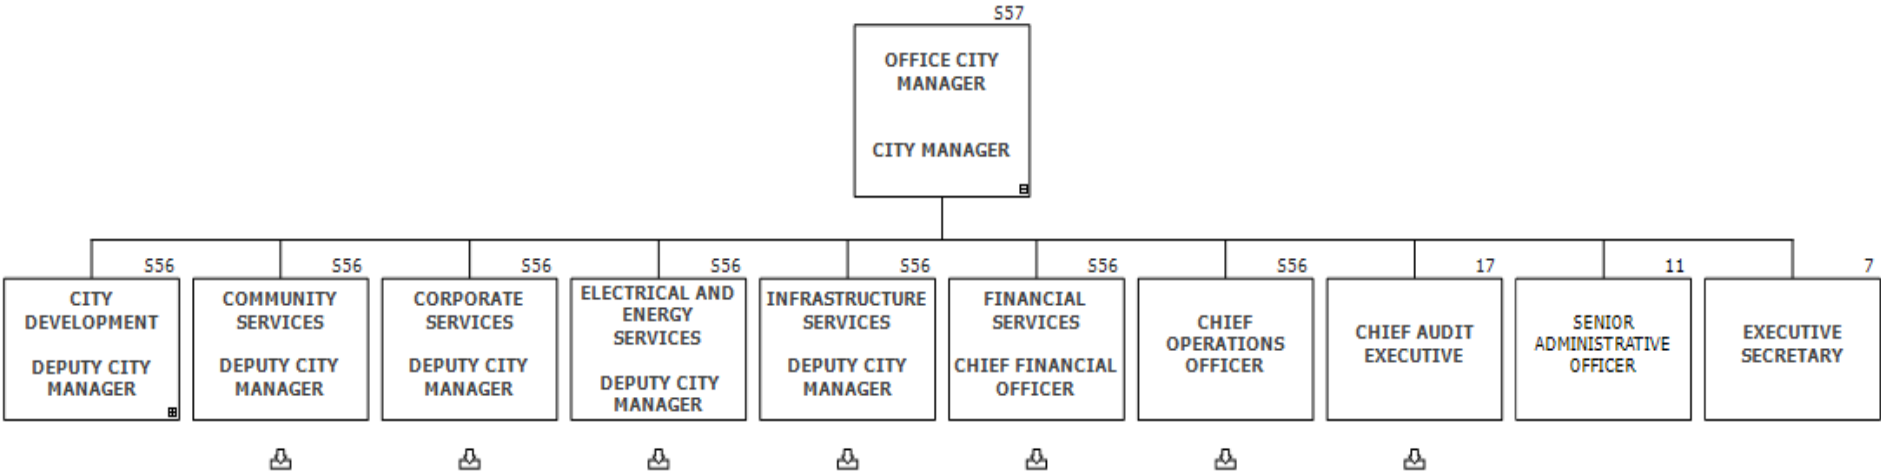 S57
OFFICE CITY
MANAGER
CITY MANAGER
S56
CITY
DEVELOPMENT
DEPUTY CITY
MANAGER
S56
COMMUNITY
SERVICES
DEPUTY CITY
MANAGER
S56
CORPORATE
SERVICES
DEPUTY CITY
MANAGER
S56
ELECTRICAL AND
ENERGY
SERVICES
DEPUTY CITY
MANAGER
S56
INFRASTRUCTURE
SERVICES
DEPUTY CITY
MANAGER
S56
FINANCIAL
SERVICES
CHIEF FINANCIAL
OFFICER
S56
CHIEF
OPERATIONS
OFFICER
17
CHIEF AUDIT
EXECUTIVE
11
SENIOR
ADMINISTRATIVE
OFFICER
7
EXECUTIVE
SECRETARY